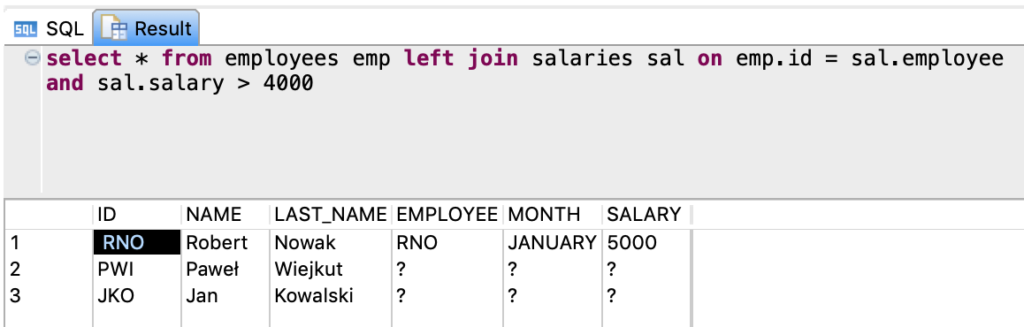 SQL SQL Result
select * from employees emp left join salaries sal on emp.id = sal.employee
and sal.salary > 4000
ID NAME LAST_NAME EMPLOYEE MONTH SALARY
1 RNO Robert Nowak RNO JANUARY 5000
2 PWI Paweł Wiejkut ? ? ?
3 JKO Jan Kowalski ? ? ?